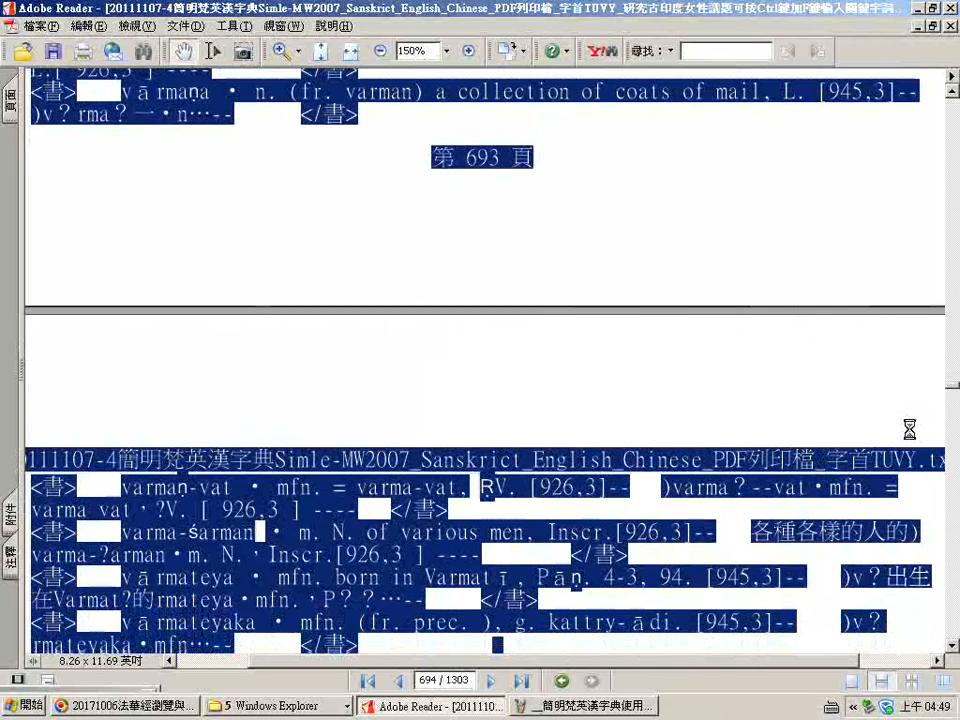 Adobe Reader - [20111107-4簡明梵英漢字典Simle-MW2007_Sanskrict_English_Chinese_PDF列印檔_字首TUVY_研究古印度女性議題可按Ctrl鍵加F鍵輸入關鍵字詞
檔案(F) 編輯(E) 檢視(V) 文件(D) 工具(T) 視窗(W) 說明(H)
150% Y! 尋找:
頁面
L.[ 926,3 ] ---- </書>
<書> vārmaṇa · n. (fr. varman) a collection of coats of mail, L. [945,3]--
)v？rma？一·n…-- </書>
第 693 頁
0111107-4簡明梵英漢字典Simle-MW2007_Sanskrict_English_Chinese_PDF列印檔_字首TUVY.tx
<書> varmaṇ-vat · mfn. = varma-vat, ṚV. [926,3]-- )varma？--vat·mfn. =
varma vat，?V. [ 926,3 ] ---- </書>
<書> varma-śarman · m. N. of various men, Inscr.[926,3]-- 各種各樣的人的)
varma-?arman·m. N.，Inscr.[926,3 ] ---- </書>
<書> vārmateya · mfn. born in Varmatī, Pāṇ. 4-3, 94. [945,3]-- )v？出生
在Varmat?的rmateya·mfn.，P？？…-- </書>
<書> vārmateyaka · mfn. (fr. prec. ), g. kattry-ādi. [945,3]-- )v？
rmateyaka·mfn…-- </書>
附件
注釋
8.26 x 11.69 英吋
694 / 1303
開始 20171006法華經瀏覽與... 5 Windows Explorer Adobe Reader - [2011110... __簡明梵英字典使用... 上午 04:49